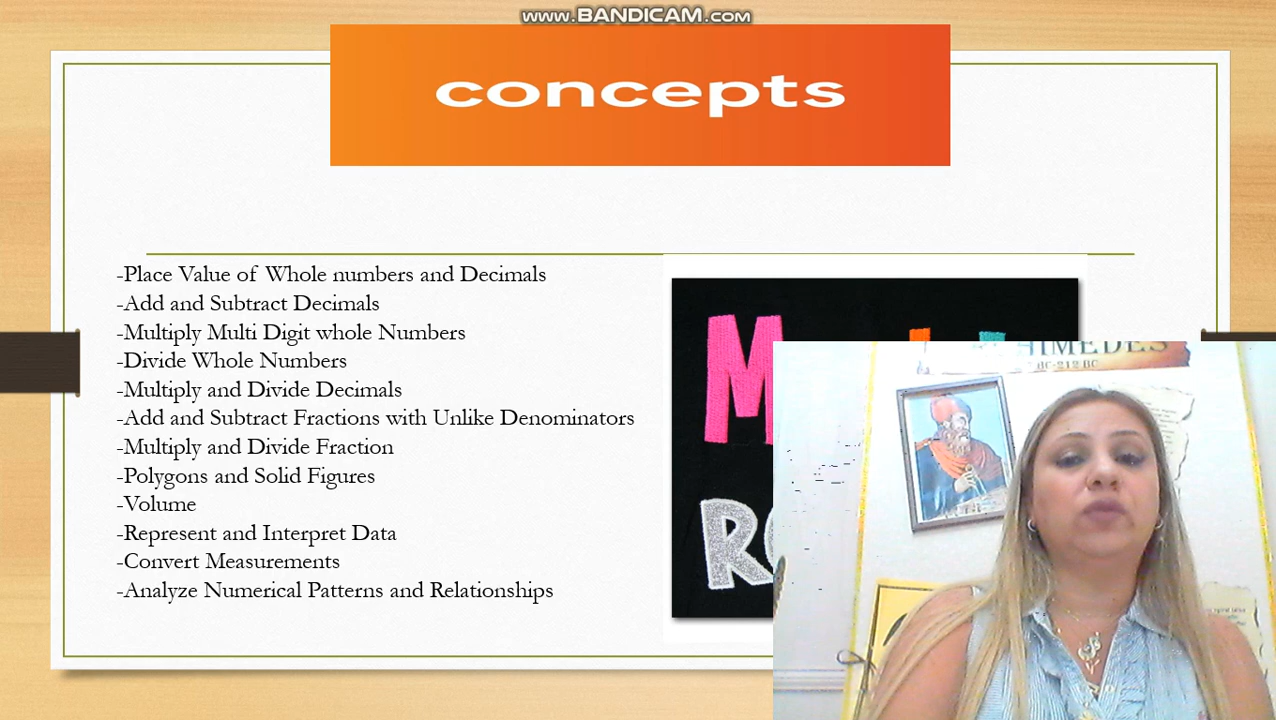 www.BANDICAM.com
concepts
-Place Value of Whole numbers and Decimals
-Add and Subtract Decimals
-Multiply Multi Digit whole Numbers
-Divide Whole Numbers
-Multiply and Divide Decimals
-Add and Subtract Fractions with Unlike Denominators
-Multiply and Divide Fraction
-Polygons and Solid Figures
-Volume
-Represent and Interpret Data
-Convert Measurements
-Analyze Numerical Patterns and Relationships